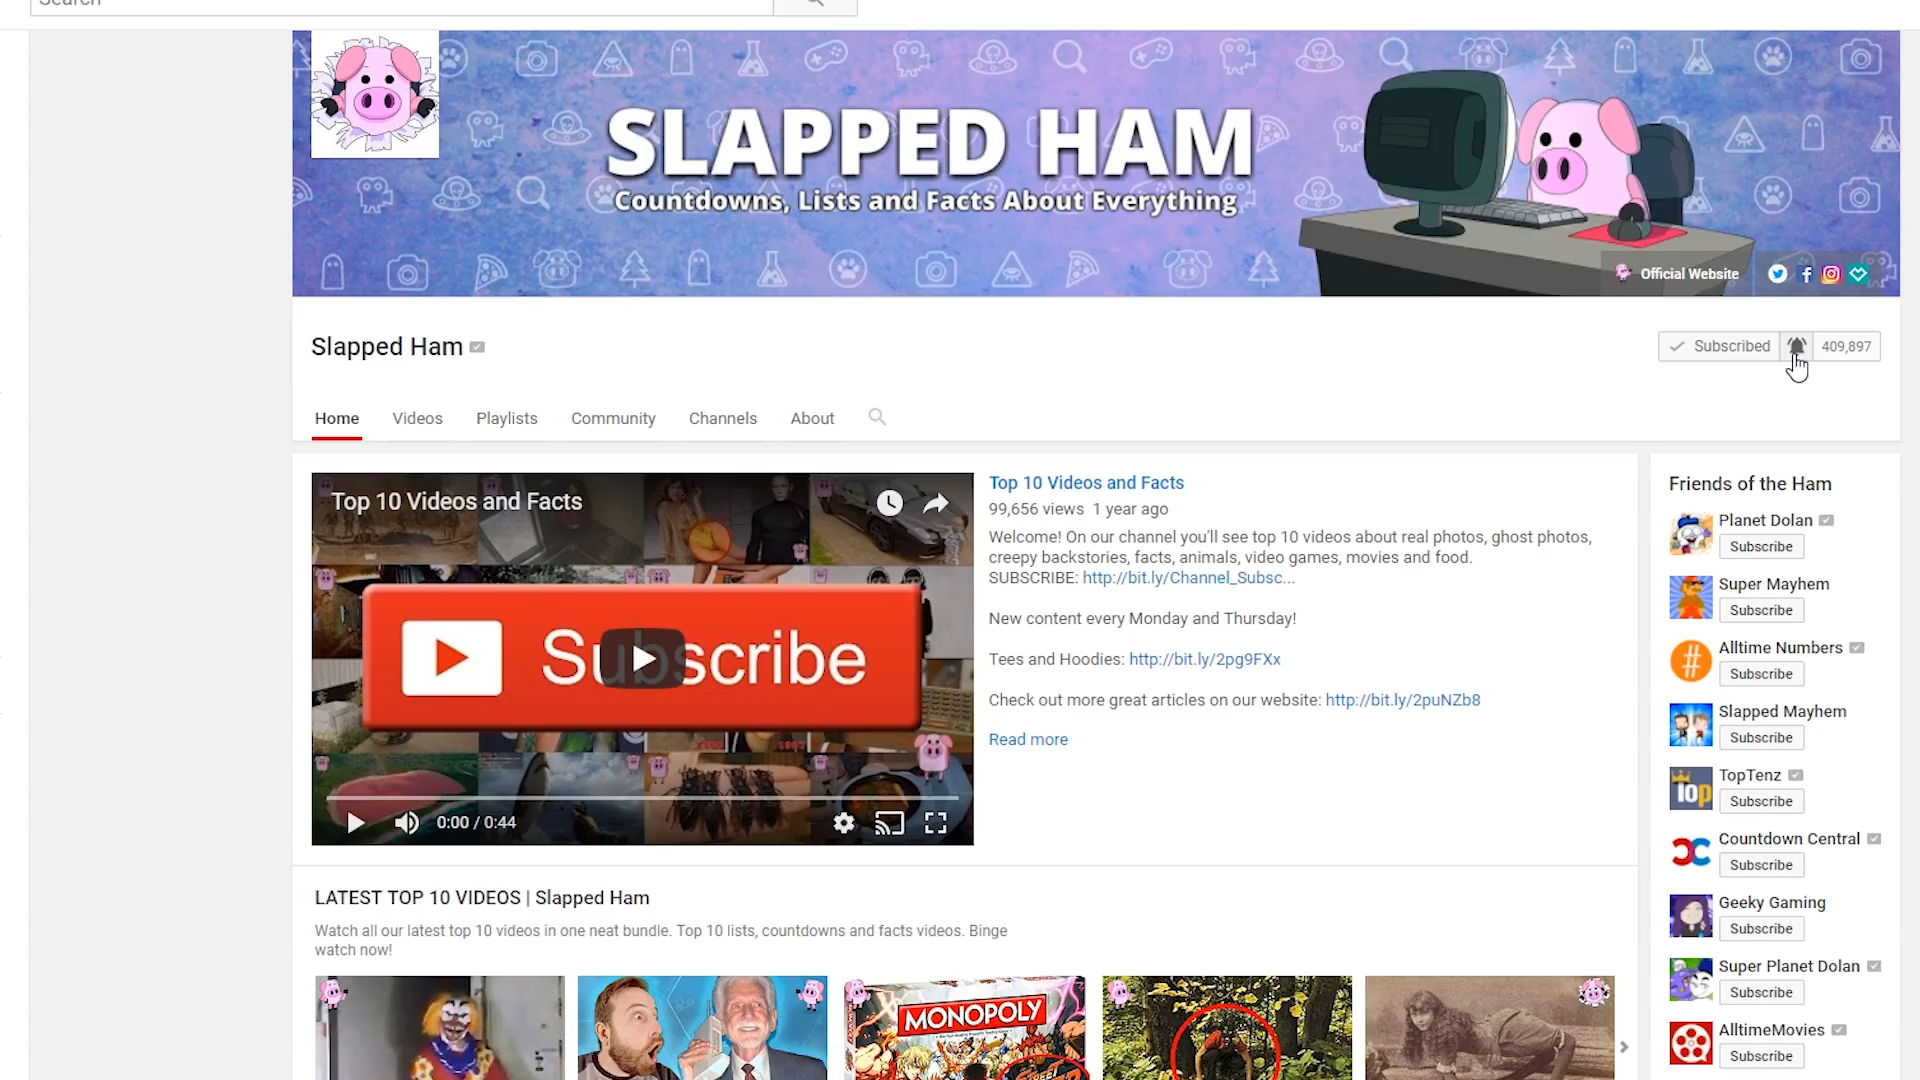 Search
SLAPPED HAM
Countdowns, Lists and Facts About Everything
Official Website
Slapped Ham
Subscribed
409,897
Home
Videos
Playlists
Community
Channels
About
Top 10 Videos and Facts
Subscribe
0:00 / 0:44
Top 10 Videos and Facts
99,656 views 1 year ago
Welcome! On our channel you'll see top 10 videos about real photos, ghost photos,
creepy backstories, facts, animals, video games, movies and food.
SUBSCRIBE: http://bit.ly/Channel_Subsc...
New content every Monday and Thursday!
Tees and Hoodies: http://bit.ly/2pg9FXx
Check out more great articles on our website: http://bit.ly/2puNZb8
Read more
LATEST TOP 10 VIDEOS | Slapped Ham
Watch all our latest top 10 videos in one neat bundle. Top 10 lists, countdowns and facts videos. Binge
watch now!
MONOPOLY
Friends of the Ham
Planet Dolan
Subscribe
Super Mayhem
Subscribe
Alltime Numbers
Subscribe
Slapped Mayhem
Subscribe
TopTenz
Subscribe
Countdown Central
Subscribe
Geeky Gaming
Subscribe
Super Planet Dolan
Subscribe
AlltimeMovies
Subscribe